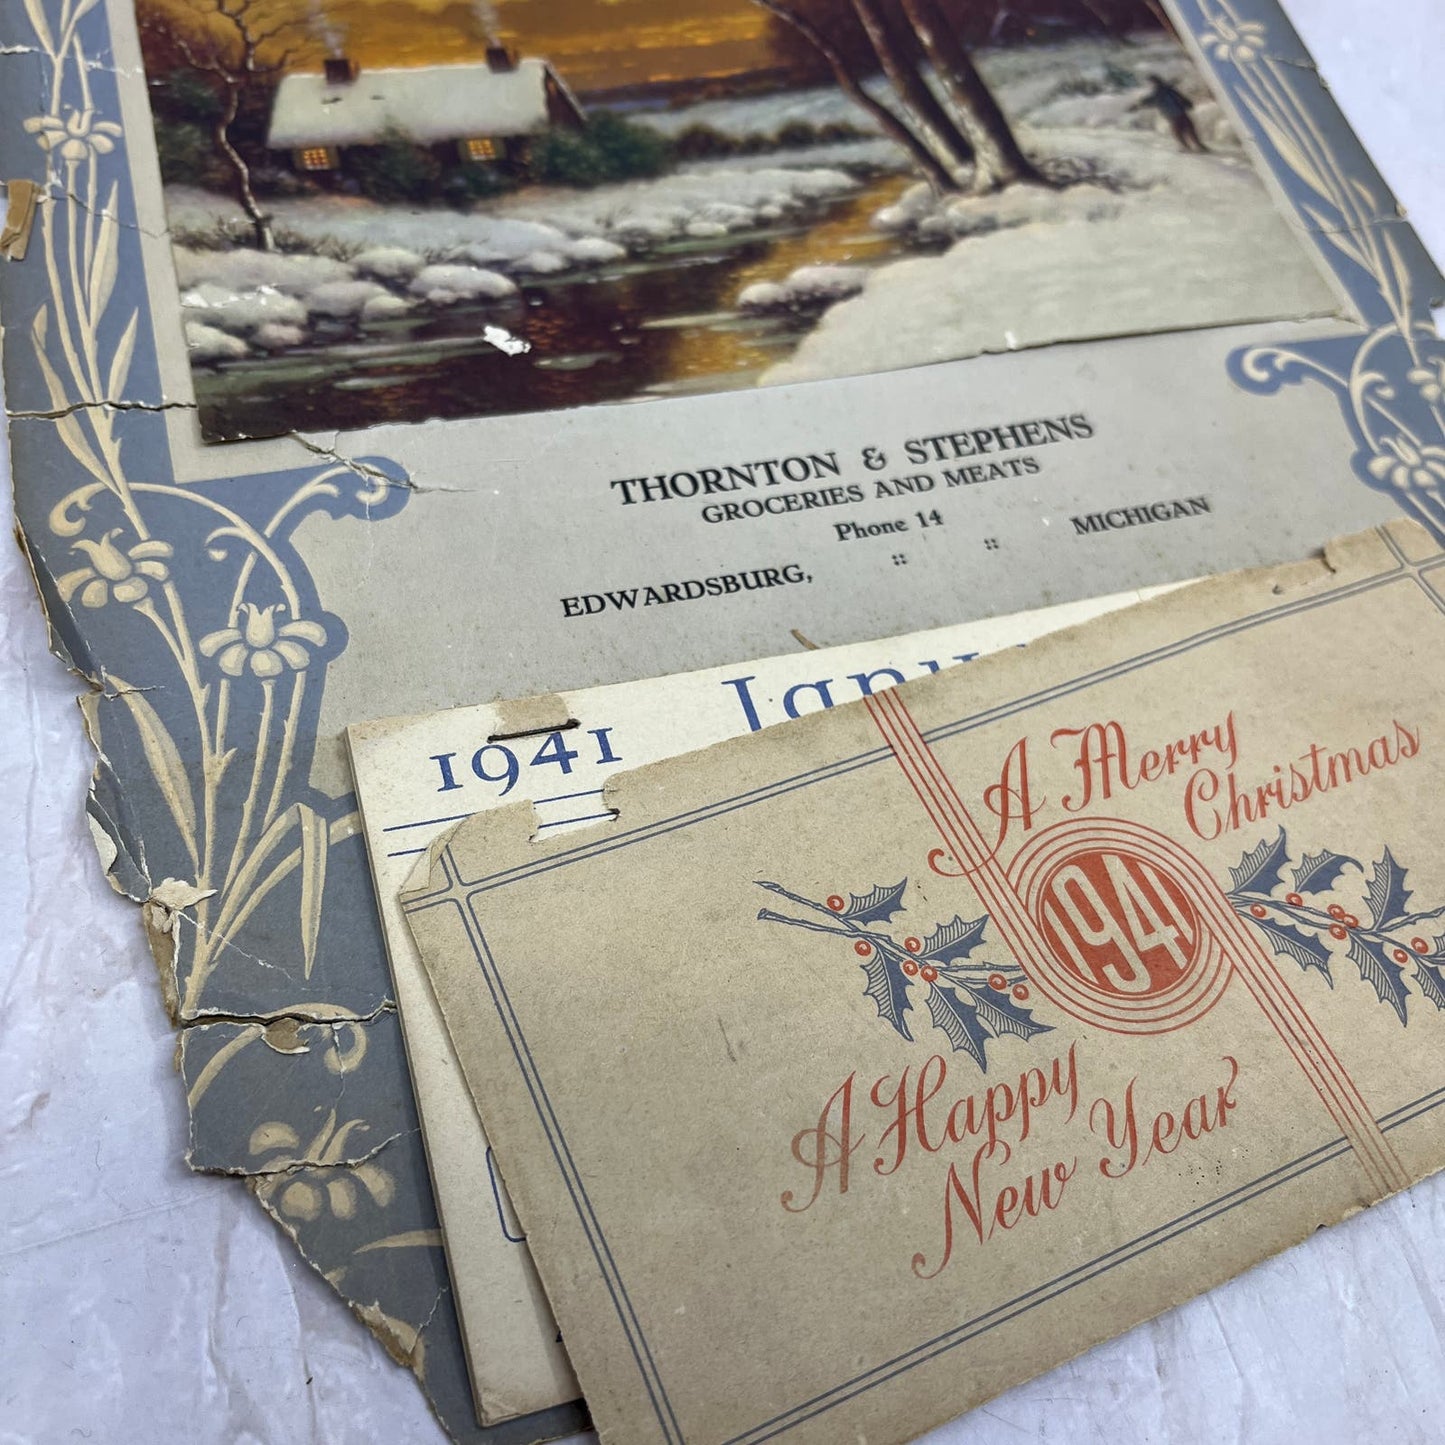 THORNTON & STEPHENS
GROCERIES AND MEATS
Phone 14
EDWARDSBURG, :: :: MICHIGAN
1941
A Merry
Christmas
1941
A Happy
New Year